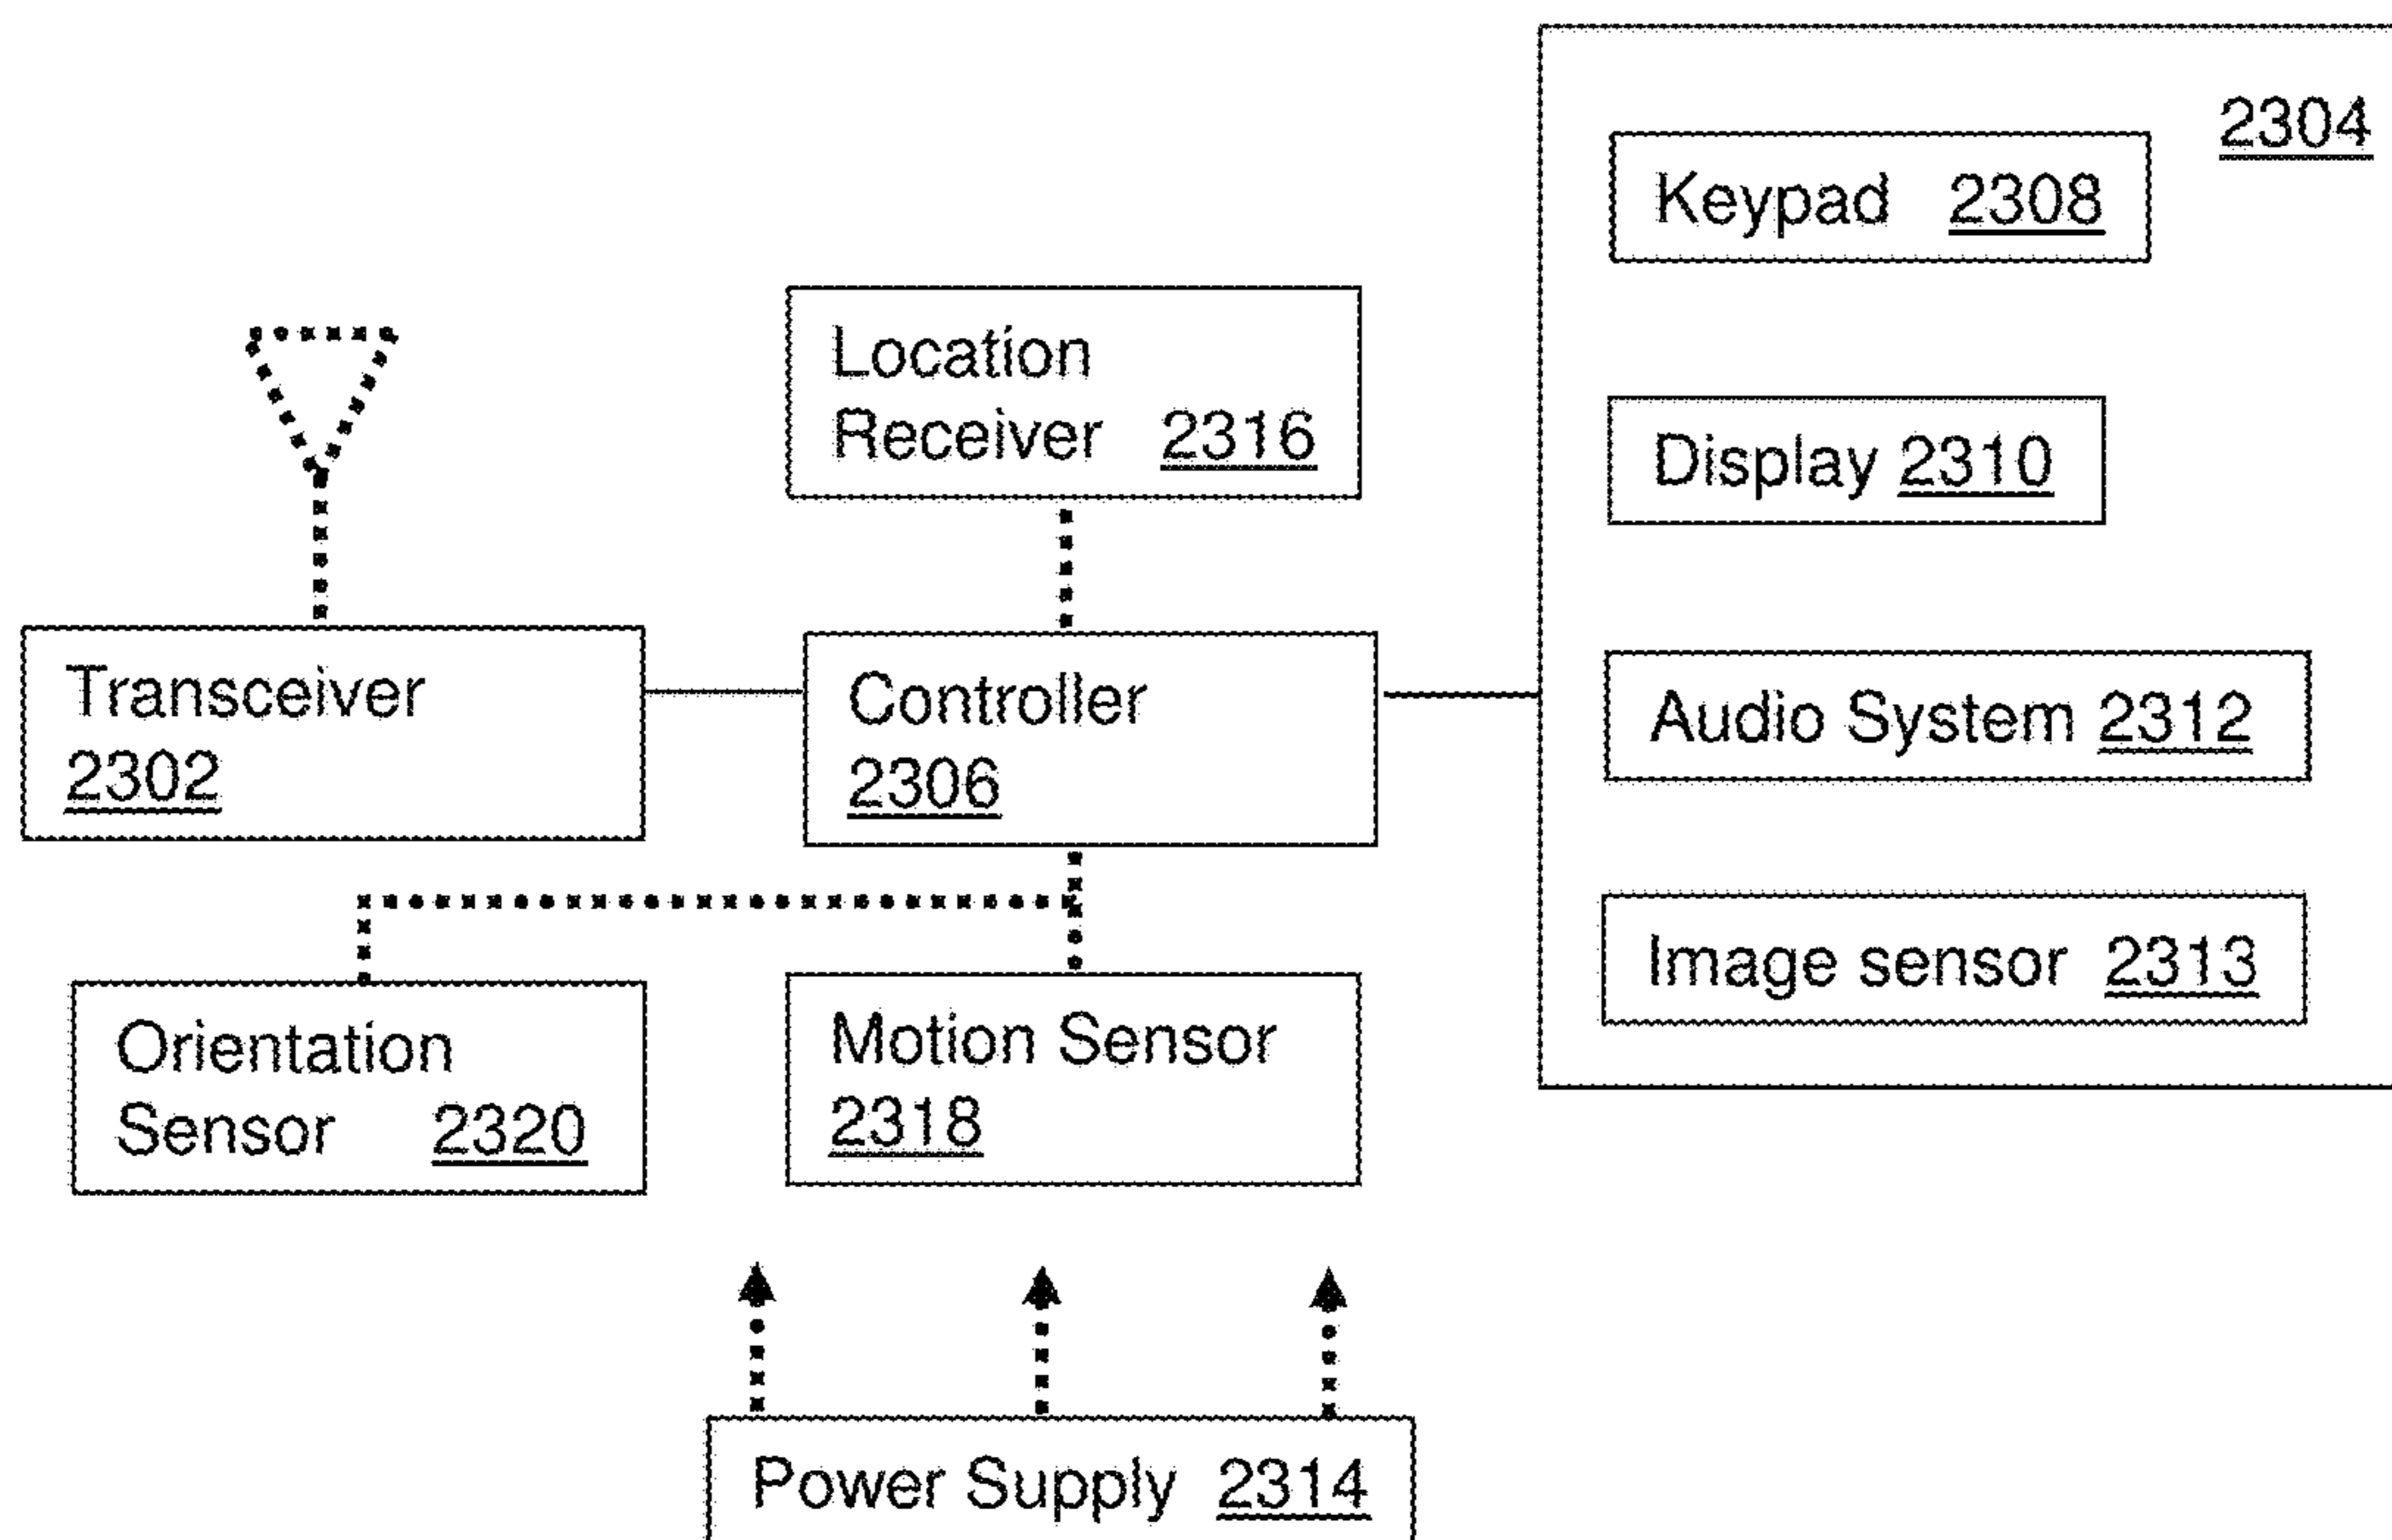 2304
Keypad 2308
Location
Receiver 2316
Display 2310
Transceiver
2302
Controller
2306
Audio System 2312
Image sensor 2313
Orientation
Sensor 2320
Motion Sensor
2318
Power Supply 2314